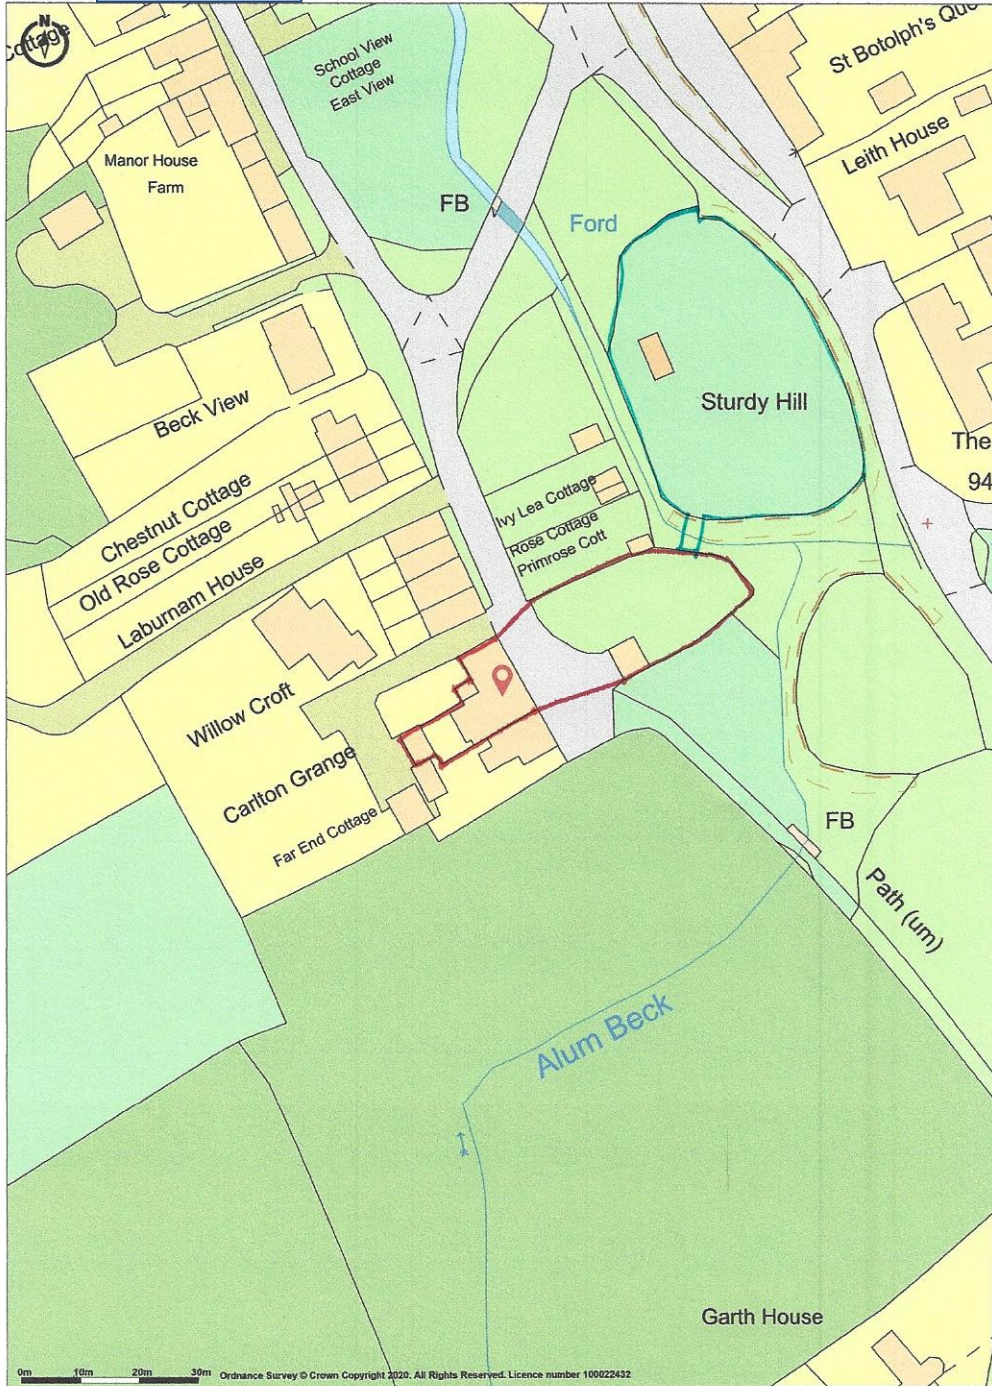 N
Cottage
School View
Cottage
East View
St Botolph's
Leith House
Manor House
Farm
FB
Ford
Sturdy Hill
Beck View
The
94
Chestnut Cottage
Ivy Lea Cottage
Old Rose Cottage
Rose Cottage
Primrose Cott
Laburnam House
Willow Croft
Carlton Grange
Far End Cottage
FB
Path (um)
Alum Beck
Garth House
0m 10m 20m 30m Ordnance Survey © Crown Copyright 2020. All Rights Reserved. Licence number 100022432